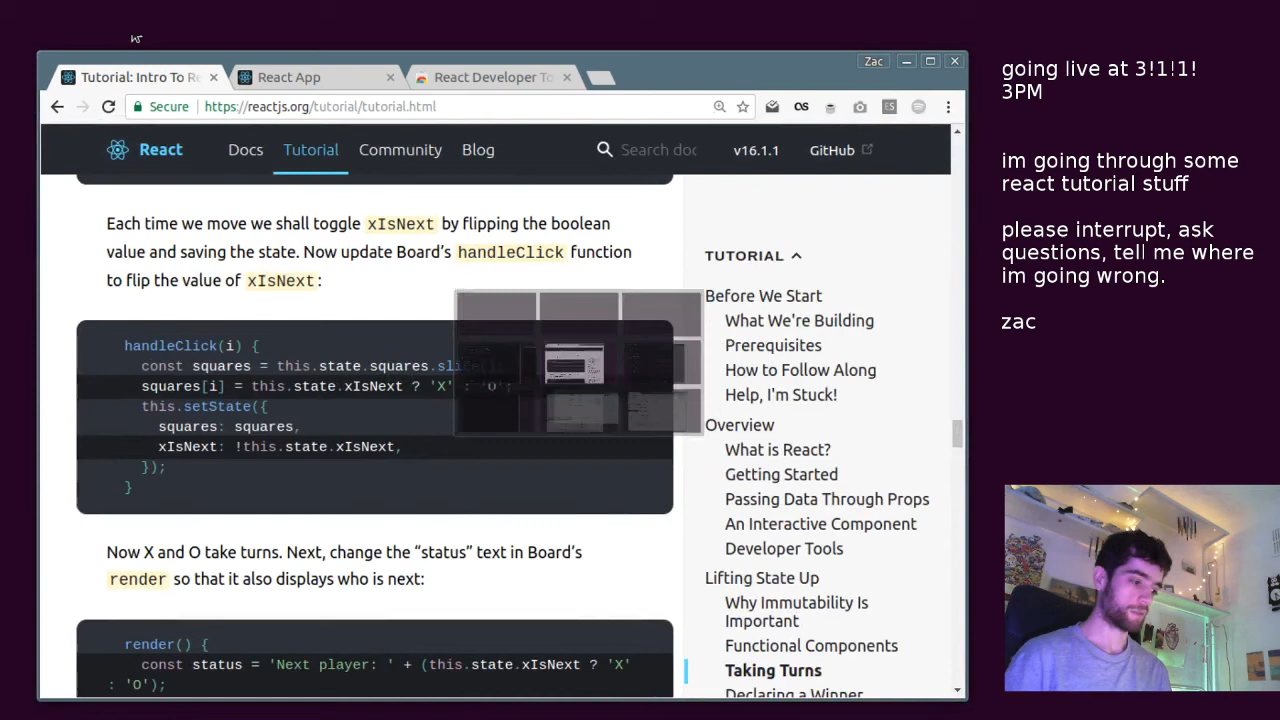 Zac
Tutorial: Intro To Re
React App
React Developer To
Secure
https://reactjs.org/tutorial/tutorial.html
React
Docs
Tutorial
Community
Blog
Search doc
v16.1.1
GitHub
Each time we move we shall toggle xIsNext by flipping the boolean
value and saving the state. Now update Board's handleClick function
to flip the value of xIsNext:
handleClick(i) {
const squares = this.state.squares.slice();
squares[i] = this.state.xIsNext ? 'X' : 'O';
this.setState({
squares: squares,
xIsNext: !this.state.xIsNext,
});
}
Now X and O take turns. Next, change the “status” text in Board's
render so that it also displays who is next:
render() {
const status = 'Next player: ' + (this.state.xIsNext ? 'X'
: 'O');
TUTORIAL
Before We Start
What We're Building
Prerequisites
How to Follow Along
Help, I'm Stuck!
Overview
What is React?
Getting Started
Passing Data Through Props
An Interactive Component
Developer Tools
Lifting State Up
Why Immutability Is
Important
Functional Components
Taking Turns
Declaring a Winner
going live at 3!1!1!
3PM
im going through some
react tutorial stuff
please interrupt, ask
questions, tell me where
im going wrong.
zac